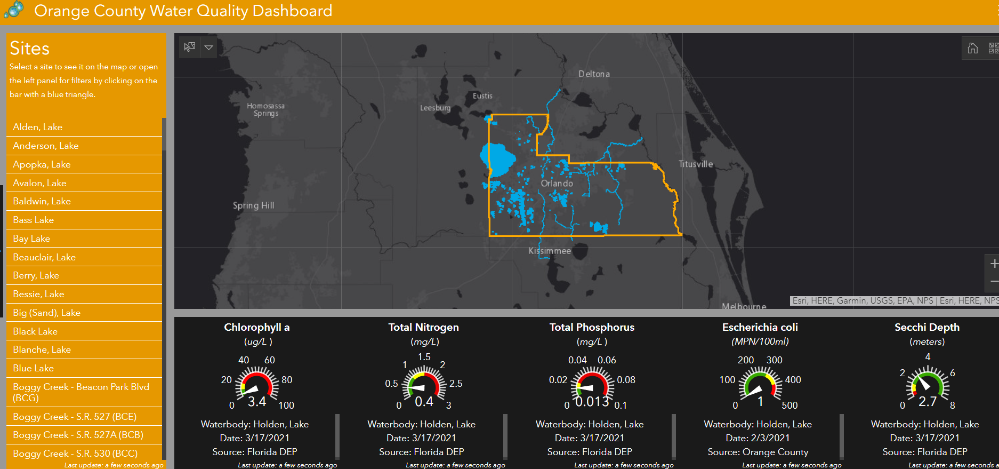 Orange County Water Quality Dashboard
Sites
Select a site to see it on the map or open
the left panel for filters by clicking on the
bar with a blue triangle.
Alden, Lake
Anderson, Lake
Apopka, Lake
Avalon, Lake
Baldwin, Lake
Bass Lake
Bay Lake
Beauclair, Lake
Berry, Lake
Bessie, Lake
Big (Sand), Lake
Black Lake
Blanche, Lake
Blue Lake
Boggy Creek - Beacon Park Blvd
(BCG)
Boggy Creek - S.R. 527 (BCE)
Boggy Creek - S.R. 527A (BCB)
Boggy Creek - S.R. 530 (BCC)
Last update: a few seconds ago
Deltona
Eustis
Leesburg
Homosassa
Springs
Titusville
Orlando
Spring Hill
Kissimmee
Melbourne
Esri, HERE, Garmin, USGS, EPA, NPS | Esri, HERE, NPS
Chlorophyll a
(ug/L )
0 20 40 60 80 100
3.4
Waterbody: Holden, Lake
Date: 3/17/2021
Source: Florida DEP
Last update: a few seconds ago
Total Nitrogen
(mg/L)
0 0.5 1 1.5 2 2.5 3
0.4
Waterbody: Holden, Lake
Date: 3/17/2021
Source: Florida DEP
Last update: a few seconds ago
Total Phosphorus
(mg/L )
0 0.02 0.04 0.06 0.08 0.1
0.013
Waterbody: Holden, Lake
Date: 3/17/2021
Source: Florida DEP
Last update: a few seconds ago
Escherichia coli
(MPN/100ml)
0 100 200 300 400 500
1
Waterbody: Holden, Lake
Date: 2/3/2021
Source: Orange County
Last update: a few seconds ago
Secchi Depth
(meters)
0 2 4 6 8
2.7
Waterbody: Holden, Lake
Date: 3/17/2021
Source: Florida DEP
Last update: a few seconds